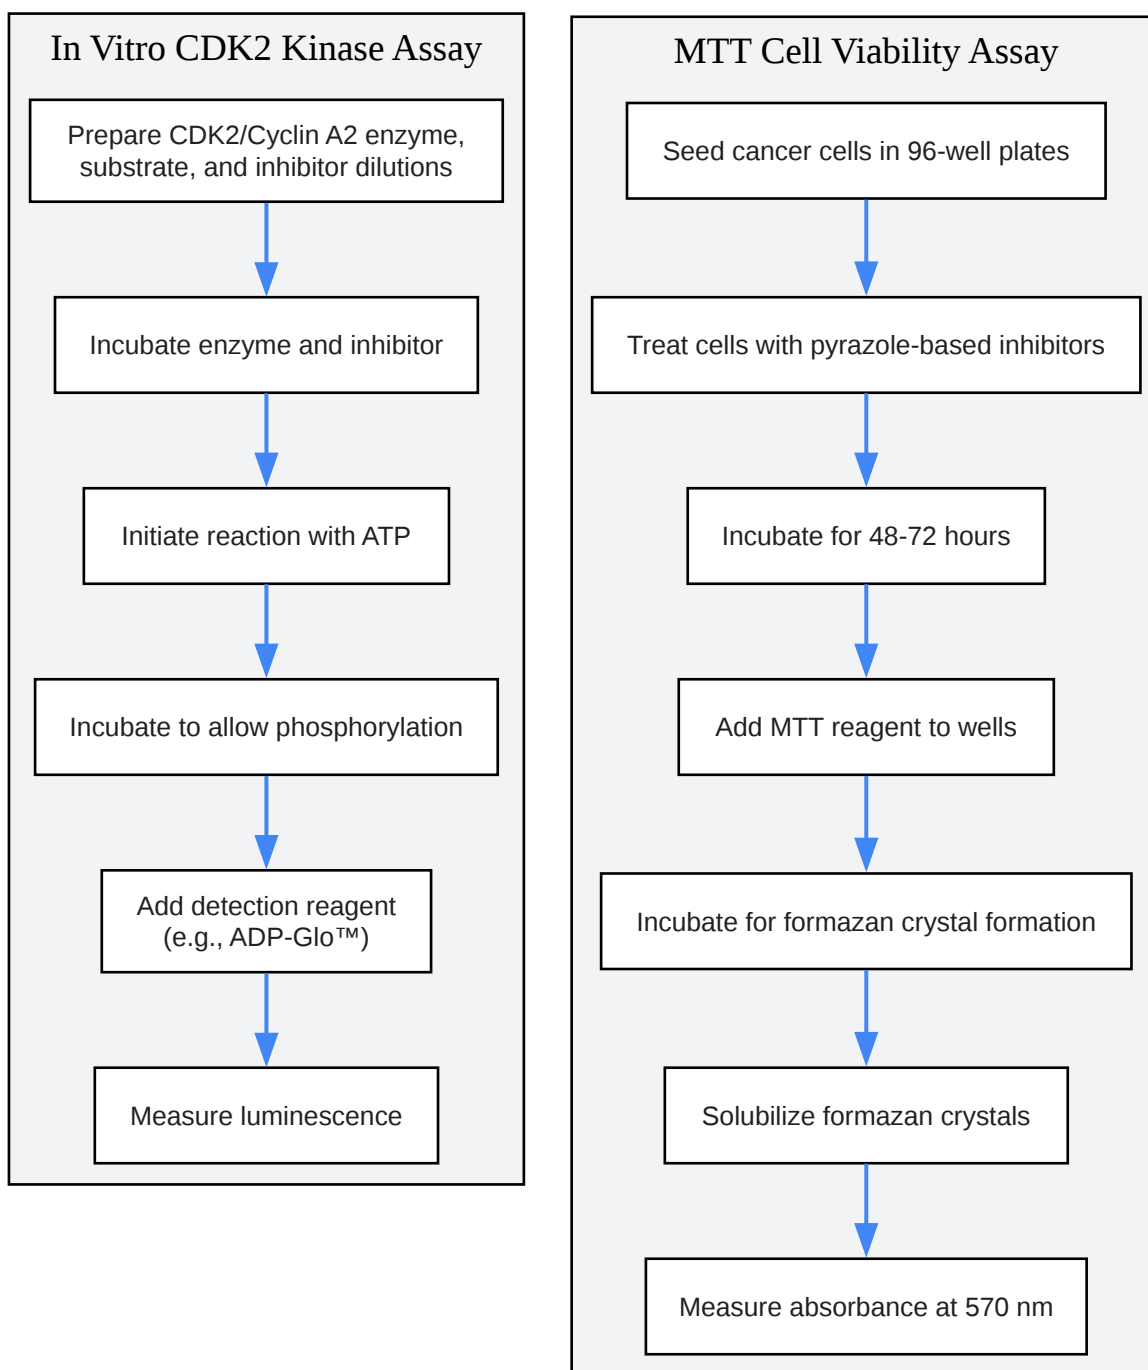 In Vitro CDK2 Kinase Assay
Prepare CDK2/Cyclin A2 enzyme,
substrate, and inhibitor dilutions
Incubate enzyme and inhibitor
Initiate reaction with ATP
Incubate to allow phosphorylation
Add detection reagent
(e.g., ADP-Glo™)
Measure luminescence
MTT Cell Viability Assay
Seed cancer cells in 96-well plates
Treat cells with pyrazole-based inhibitors
Incubate for 48-72 hours
Add MTT reagent to wells
Incubate for formazan crystal formation
Solubilize formazan crystals
Measure absorbance at 570 nm